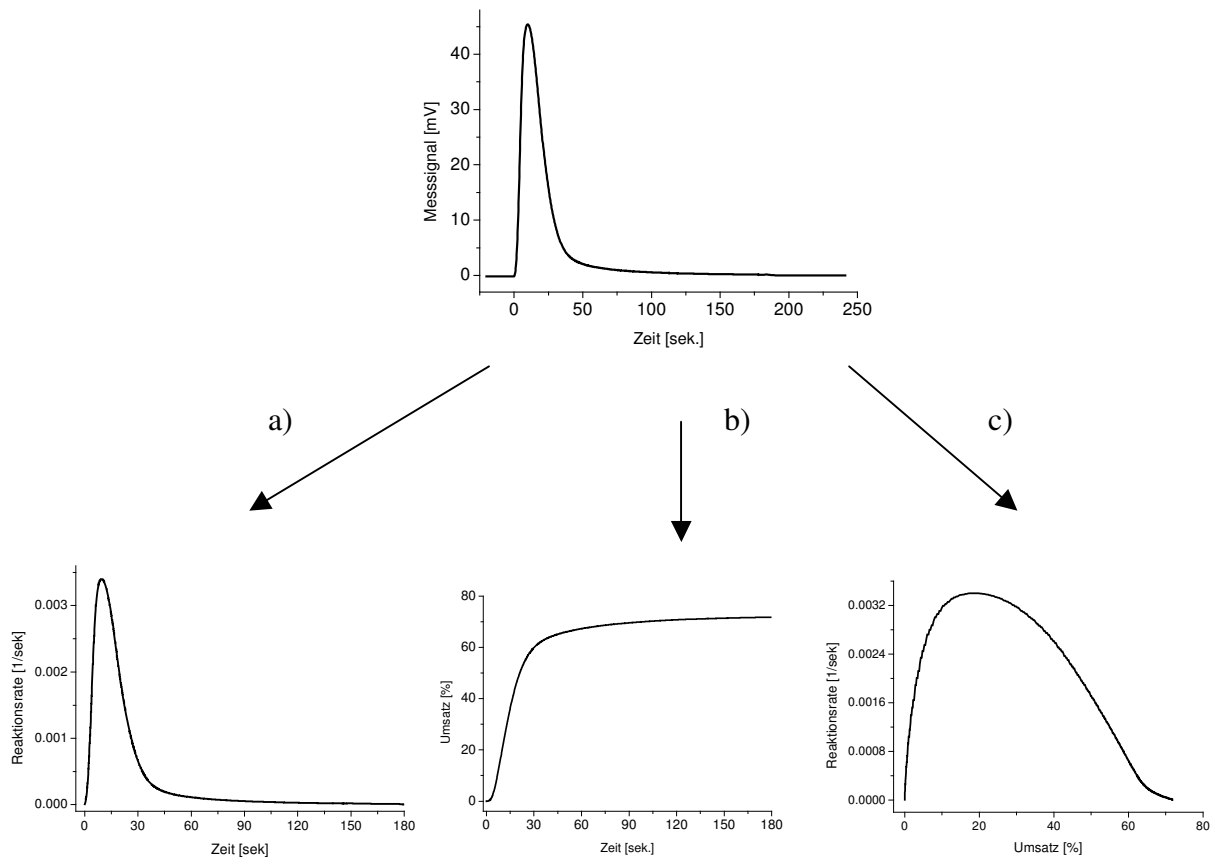 Messsignal [mV]
40
30
20
10
0
0 50 100 150 200 250
Zeit [sek.]
a)
b)
c)
Reaktionsrate [1/sek]
0.003
0.002
0.001
0.000
0 30 60 90 120 150 180
Zeit [sek]
Umsatz [%]
80
60
40
20
0
0 30 60 90 120 150 180
Zeit [sek.]
Reaktionsrate [1/sek]
0.0032
0.0024
0.0016
0.0008
0.0000
0 20 40 60 80
Umsatz [%]